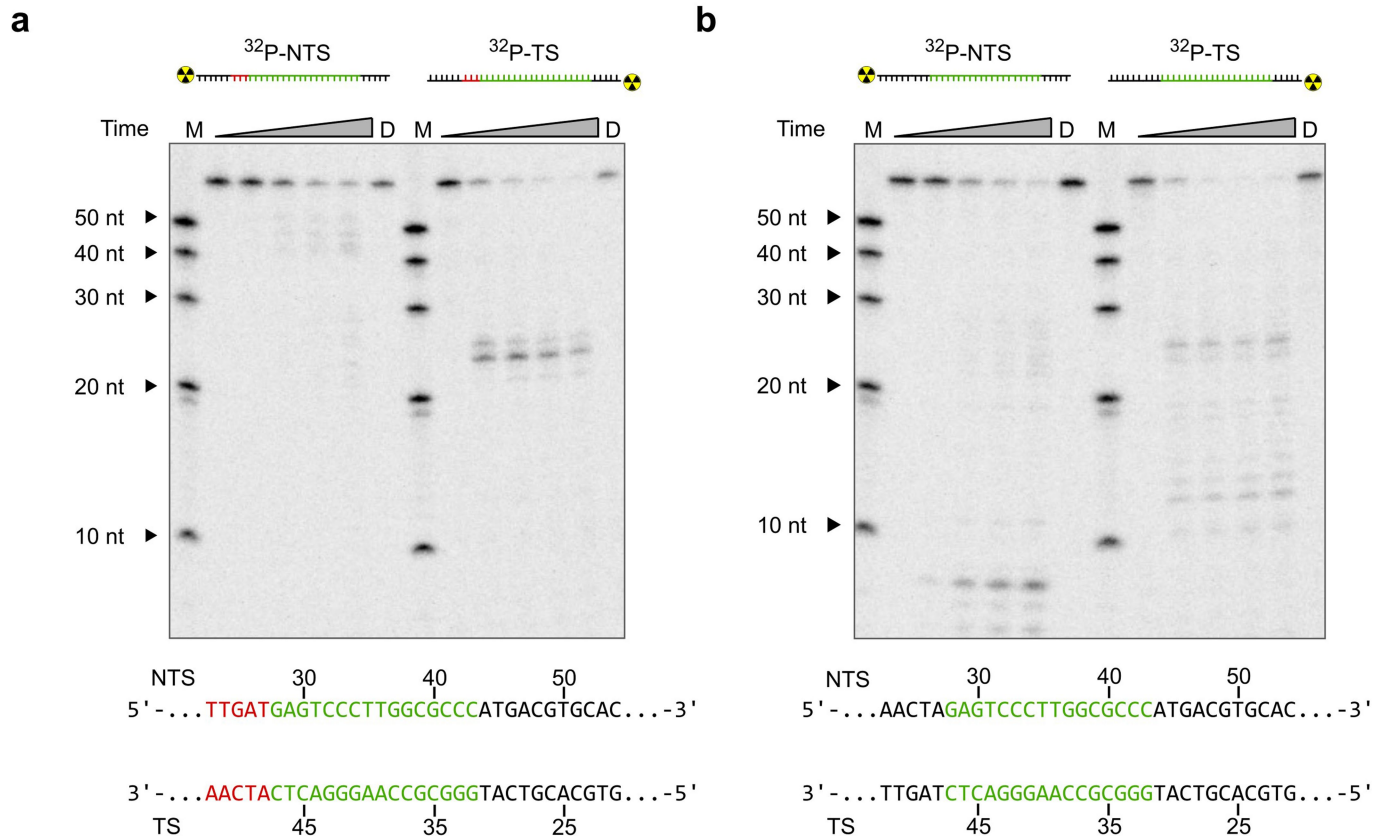 a
b
³²P-NTS ³²P-TS
³²P-NTS ³²P-TS
Time M D M D
Time M D M D
50 nt
40 nt
30 nt
20 nt
10 nt
50 nt
40 nt
30 nt
20 nt
10 nt
NTS 30 40 50
5'-...TTGATGAGTCCCTTGGCGCCCATGACGTGCAC...-3'
3'-...AACTACTCAGGGAACCGCGGGTACTGCACGTG...-5'
TS 45 35 25
NTS 30 40 50
5'-...AACTAGAGTCCCTTGGCGCCCATGACGTGCAC...-3'
3'-...TTGATCTCAGGGAACCGCGGGTACTGCACGTG...-5'
TS 45 35 25